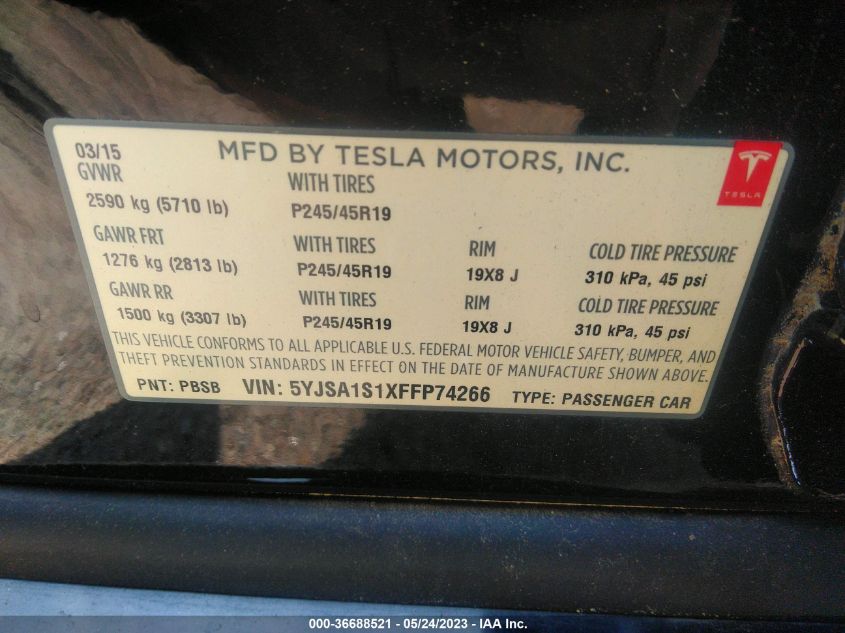 03/15 MFD BY TESLA MOTORS, INC.
TESLA
GVWR WITH TIRES
2590 kg (5710 lb) P245/45R19
GAWR FRT WITH TIRES RIM COLD TIRE PRESSURE
1276 kg (2813 lb) P245/45R19 19X8 J 310 kPa, 45 psi
GAWR RR WITH TIRES RIM COLD TIRE PRESSURE
1500 kg (3307 lb) P245/45R19 19X8 J 310 kPa, 45 psi
THIS VEHICLE CONFORMS TO ALL APPLICABLE U.S. FEDERAL MOTOR VEHICLE SAFETY, BUMPER, AND
THEFT PREVENTION STANDARDS IN EFFECT ON THE DATE OF MANUFACTURE SHOWN ABOVE.
PNT: PBSB VIN: 5YJSA1S1XFFP74266 TYPE: PASSENGER CAR
000-36688521 - 05/24/2023 - IAA Inc.